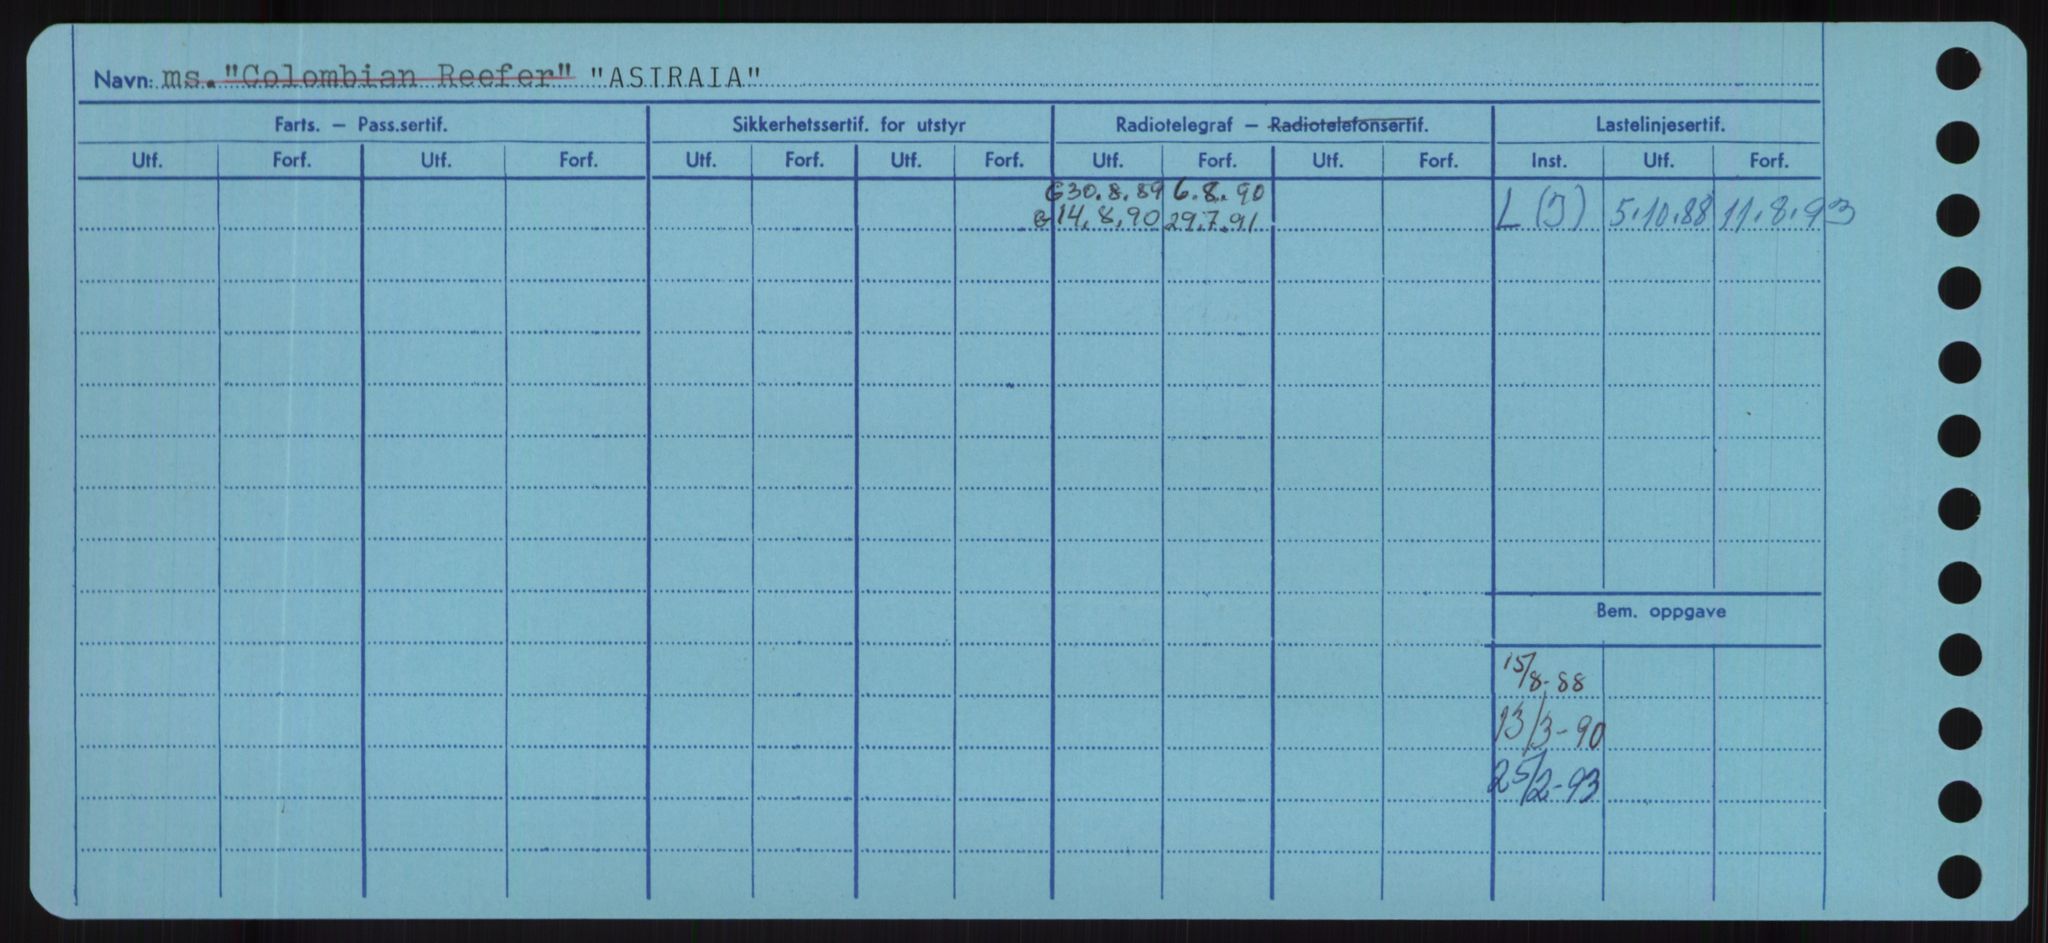 Navn: ms. "Colombian Reefer" "ASTRAIA"
Farts. — Pass.sertif. Sikkerhetssertif. for utstyr Radiotelegraf — Radiotelefonsertif. Lastelinjesertif.
Utf. Forf. Utf. Forf. Utf. Forf. Utf. Forf. Utf. Forf. Utf. Forf. Inst. Utf. Forf.
G 30.8.89 6.8.90 L (J) 5.10.88 11.8.93
G 14.8.90 29.7.91
Bem. oppgave
15/8-88
13/3-90
25/2-93